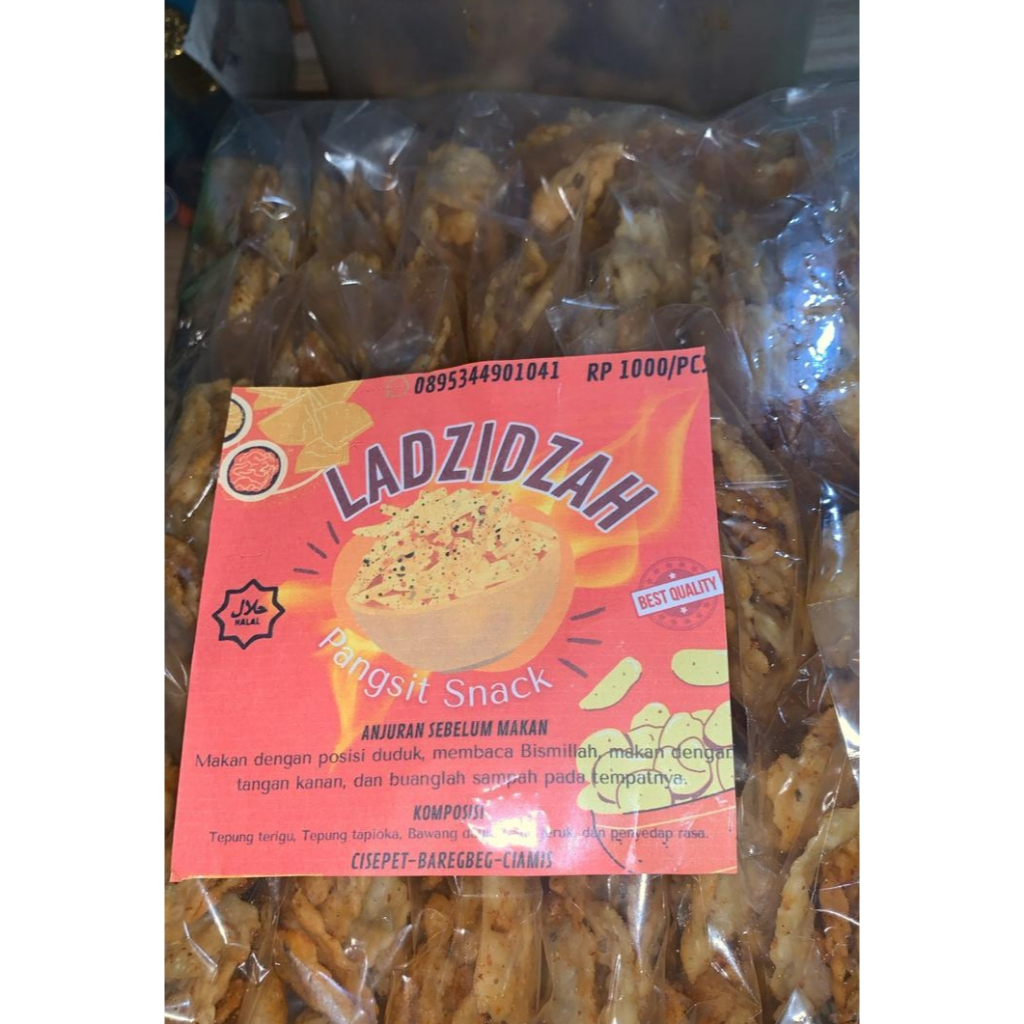 0895344901041 RP 1000/PCS
LADZIDZAH
حلال
HALAL
BEST QUALITY
Pangsit Snack
ANJURAN SEBELUM MAKAN
Makan dengan posisi duduk, membaca Bismillah, makan dengan
tangan kanan, dan buanglah sampah pada tempatnya.
KOMPOSISI
Tepung terigu, Tepung tapioka, Bawang jeruk, dan penyedap rasa.
CISEPET-BAREGBEG-CIAMIS